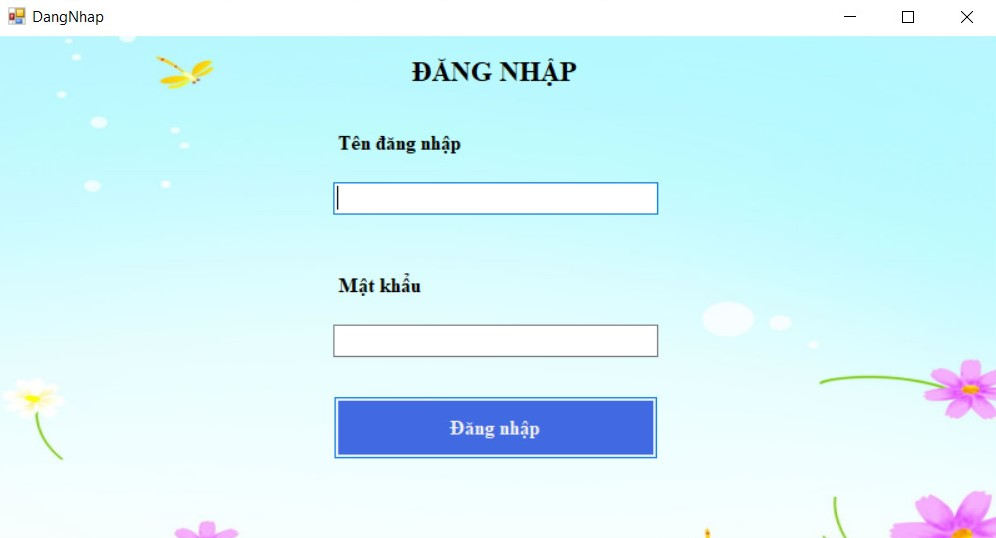 DangNhap
ĐĂNG NHẬP
Tên đăng nhập
Mật khẩu
Đăng nhập